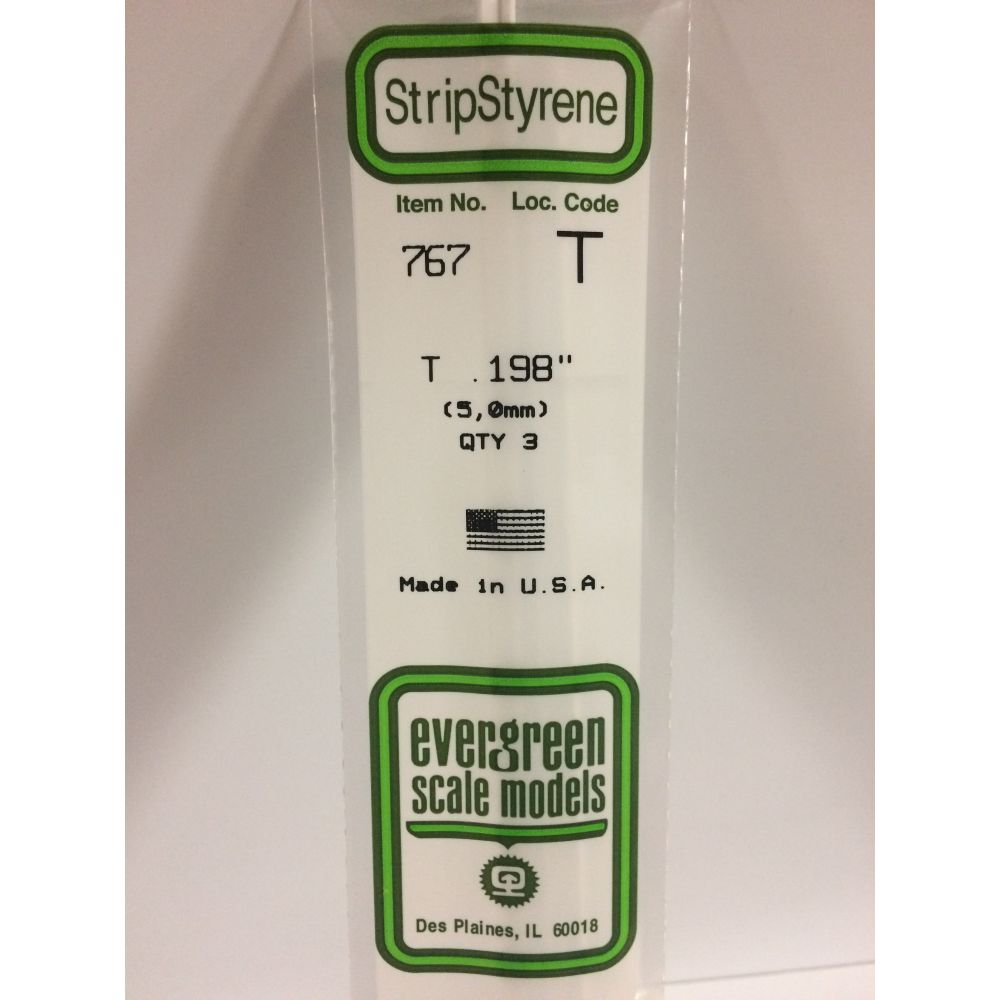 StripStyrene
Item No. Loc. Code
767 T
T .198"
(5,0mm)
QTY 3
Made in U.S.A.
evergreen
scale models
Des Plaines, IL 60018